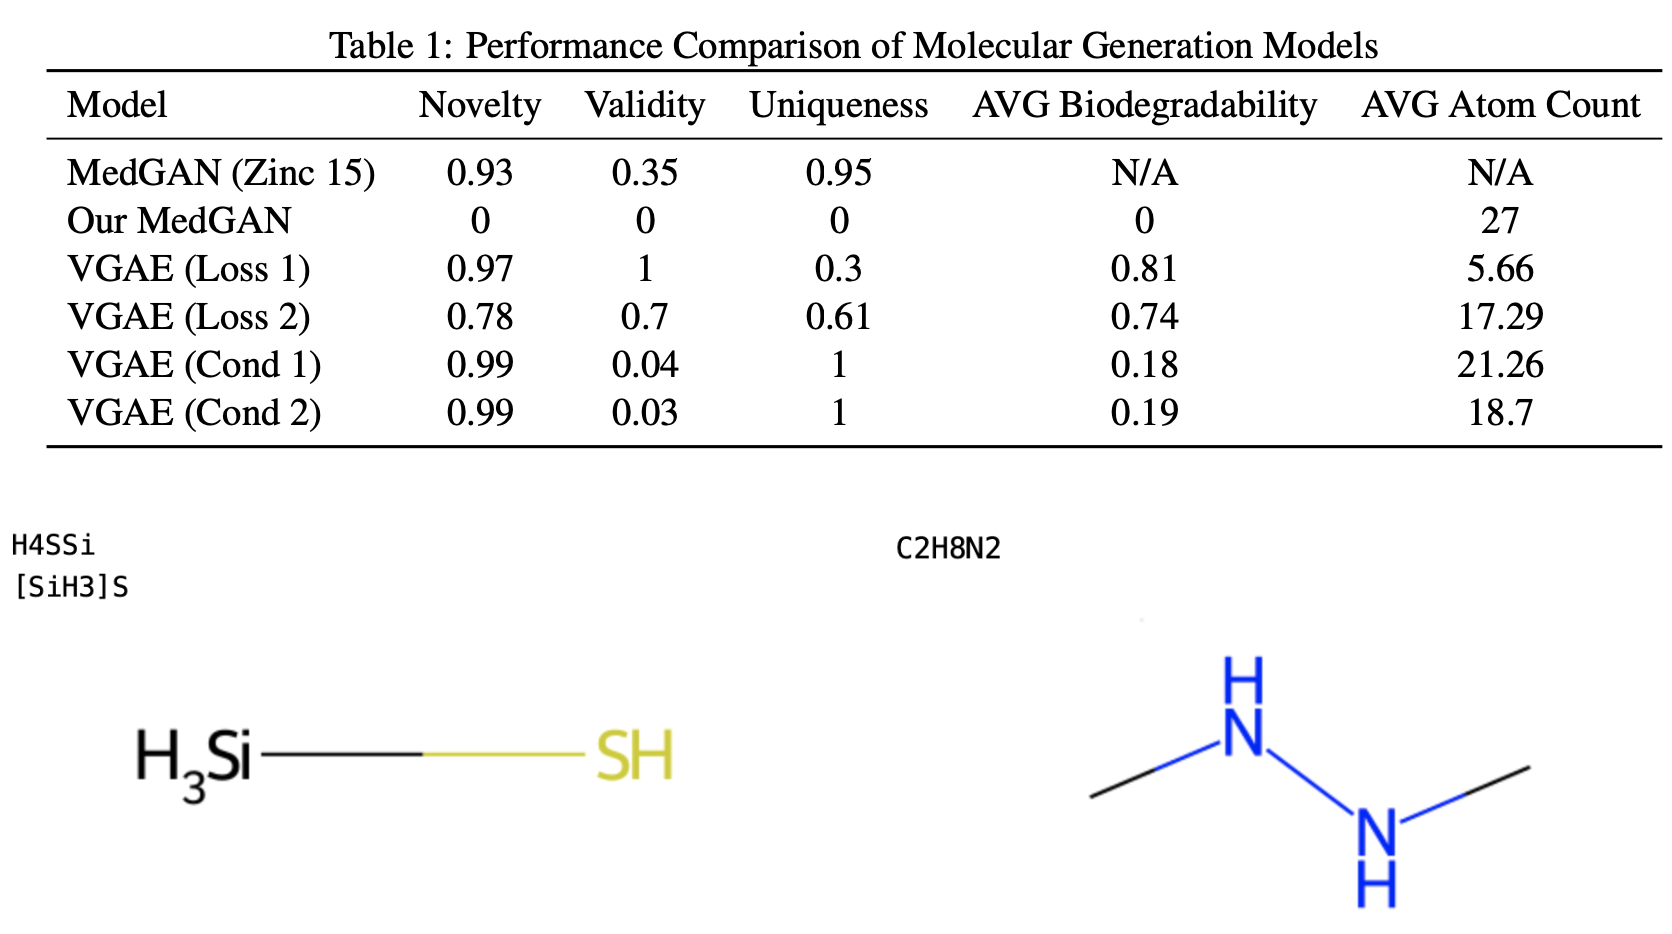 Table 1: Performance Comparison of Molecular Generation Models
Model Novelty Validity Uniqueness AVG Biodegradability AVG Atom Count
MedGAN (Zinc 15) 0.93 0.35 0.95 N/A N/A
Our MedGAN 0 0 0 0 27
VGAE (Loss 1) 0.97 1 0.3 0.81 5.66
VGAE (Loss 2) 0.78 0.7 0.61 0.74 17.29
VGAE (Cond 1) 0.99 0.04 1 0.18 21.26
VGAE (Cond 2) 0.99 0.03 1 0.19 18.7
H4SSi
[SiH3]S
H₃Si SH
C2H8N2
H
N
N
H